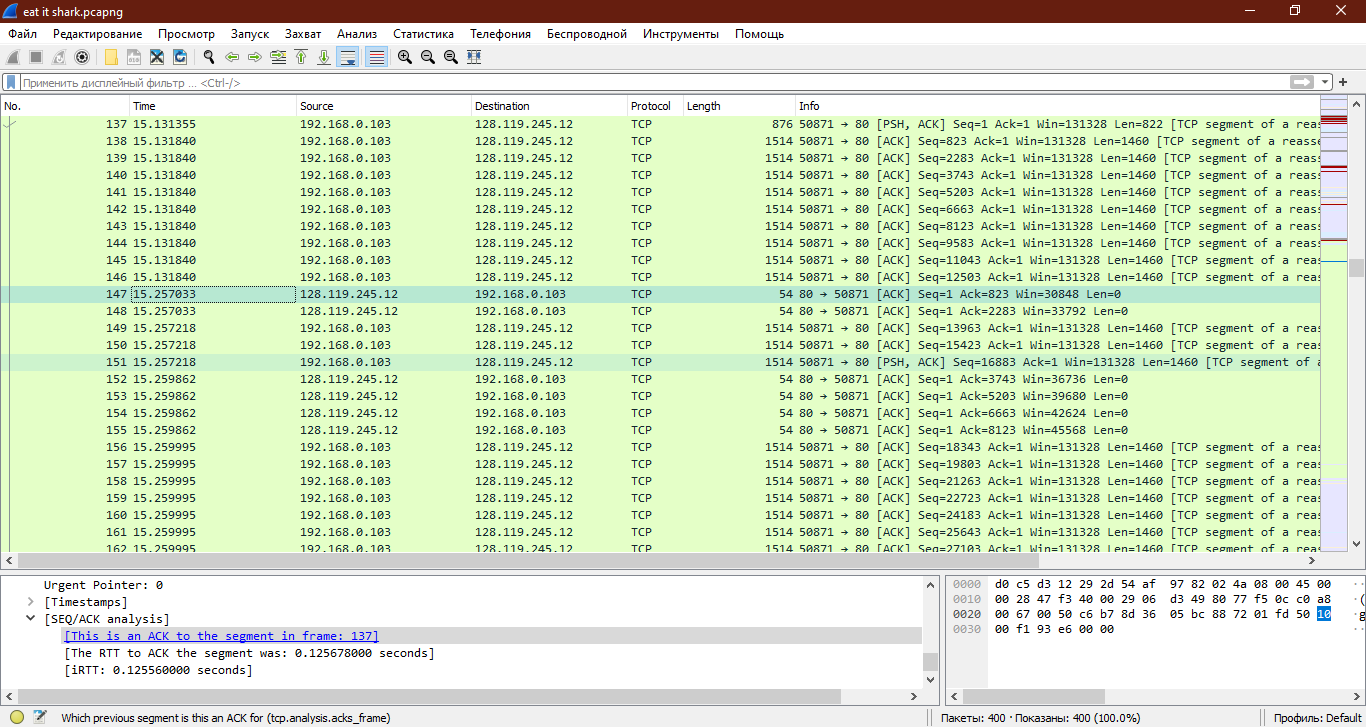 eat it shark.pcapng
Файл Редактирование Просмотр Запуск Захват Анализ Статистика Телефония Беспроводной Инструменты Помощь
Применить дисплейный фильтр ... <Ctrl-/>
No. Time Source Destination Protocol Length Info
137 15.131355 192.168.0.103 128.119.245.12 TCP 876 50871 → 80 [PSH, ACK] Seq=1 Ack=1 Win=131328 Len=822 [TCP segment of a reas
138 15.131840 192.168.0.103 128.119.245.12 TCP 1514 50871 → 80 [ACK] Seq=823 Ack=1 Win=131328 Len=1460 [TCP segment of a reasse
139 15.131840 192.168.0.103 128.119.245.12 TCP 1514 50871 → 80 [ACK] Seq=2283 Ack=1 Win=131328 Len=1460 [TCP segment of a reas
140 15.131840 192.168.0.103 128.119.245.12 TCP 1514 50871 → 80 [ACK] Seq=3743 Ack=1 Win=131328 Len=1460 [TCP segment of a reas
141 15.131840 192.168.0.103 128.119.245.12 TCP 1514 50871 → 80 [ACK] Seq=5203 Ack=1 Win=131328 Len=1460 [TCP segment of a reas
142 15.131840 192.168.0.103 128.119.245.12 TCP 1514 50871 → 80 [ACK] Seq=6663 Ack=1 Win=131328 Len=1460 [TCP segment of a reas
143 15.131840 192.168.0.103 128.119.245.12 TCP 1514 50871 → 80 [ACK] Seq=8123 Ack=1 Win=131328 Len=1460 [TCP segment of a reas
144 15.131840 192.168.0.103 128.119.245.12 TCP 1514 50871 → 80 [ACK] Seq=9583 Ack=1 Win=131328 Len=1460 [TCP segment of a reas
145 15.131840 192.168.0.103 128.119.245.12 TCP 1514 50871 → 80 [ACK] Seq=11043 Ack=1 Win=131328 Len=1460 [TCP segment of a rea
146 15.131840 192.168.0.103 128.119.245.12 TCP 1514 50871 → 80 [ACK] Seq=12503 Ack=1 Win=131328 Len=1460 [TCP segment of a rea
147 15.257033 128.119.245.12 192.168.0.103 TCP 54 80 → 50871 [ACK] Seq=1 Ack=823 Win=30848 Len=0
148 15.257033 128.119.245.12 192.168.0.103 TCP 54 80 → 50871 [ACK] Seq=1 Ack=2283 Win=33792 Len=0
149 15.257218 192.168.0.103 128.119.245.12 TCP 1514 50871 → 80 [ACK] Seq=13963 Ack=1 Win=131328 Len=1460 [TCP segment of a rea
150 15.257218 192.168.0.103 128.119.245.12 TCP 1514 50871 → 80 [ACK] Seq=15423 Ack=1 Win=131328 Len=1460 [TCP segment of a rea
151 15.257218 192.168.0.103 128.119.245.12 TCP 1514 50871 → 80 [PSH, ACK] Seq=16883 Ack=1 Win=131328 Len=1460 [TCP segment of a
152 15.259862 128.119.245.12 192.168.0.103 TCP 54 80 → 50871 [ACK] Seq=1 Ack=3743 Win=36736 Len=0
153 15.259862 128.119.245.12 192.168.0.103 TCP 54 80 → 50871 [ACK] Seq=1 Ack=5203 Win=39680 Len=0
154 15.259862 128.119.245.12 192.168.0.103 TCP 54 80 → 50871 [ACK] Seq=1 Ack=6663 Win=42624 Len=0
155 15.259862 128.119.245.12 192.168.0.103 TCP 54 80 → 50871 [ACK] Seq=1 Ack=8123 Win=45568 Len=0
156 15.259995 192.168.0.103 128.119.245.12 TCP 1514 50871 → 80 [ACK] Seq=18343 Ack=1 Win=131328 Len=1460 [TCP segment of a rea
157 15.259995 192.168.0.103 128.119.245.12 TCP 1514 50871 → 80 [ACK] Seq=19803 Ack=1 Win=131328 Len=1460 [TCP segment of a rea
158 15.259995 192.168.0.103 128.119.245.12 TCP 1514 50871 → 80 [ACK] Seq=21263 Ack=1 Win=131328 Len=1460 [TCP segment of a rea
159 15.259995 192.168.0.103 128.119.245.12 TCP 1514 50871 → 80 [ACK] Seq=22723 Ack=1 Win=131328 Len=1460 [TCP segment of a rea
160 15.259995 192.168.0.103 128.119.245.12 TCP 1514 50871 → 80 [ACK] Seq=24183 Ack=1 Win=131328 Len=1460 [TCP segment of a rea
161 15.259995 192.168.0.103 128.119.245.12 TCP 1514 50871 → 80 [ACK] Seq=25643 Ack=1 Win=131328 Len=1460 [TCP segment of a rea
162 15.259995 192.168.0.103 128.119.245.12 TCP 1514 50871 → 80 [ACK] Seq=27103 Ack=1 Win=131328 Len=1460 [TCP segment of a rea
Urgent Pointer: 0
[Timestamps]
[SEQ/ACK analysis]
[This is an ACK to the segment in frame: 137]
[The RTT to ACK the segment was: 0.125678000 seconds]
[iRTT: 0.125560000 seconds]
0000 d0 c5 d3 12 29 2d 54 af 97 82 02 4a 08 00 45 00 ··
0010 00 28 47 f3 40 00 29 06 d3 49 80 77 f5 0c c0 a8 ·(
0020 00 67 00 50 c6 b7 8d 36 05 bc 88 72 01 fd 50 10 ·g
0030 00 f1 93 e6 00 00 ··
Which previous segment is this an ACK for (tcp.analysis.acks_frame)
Пакеты: 400 · Показаны: 400 (100.0%)
Профиль: Default